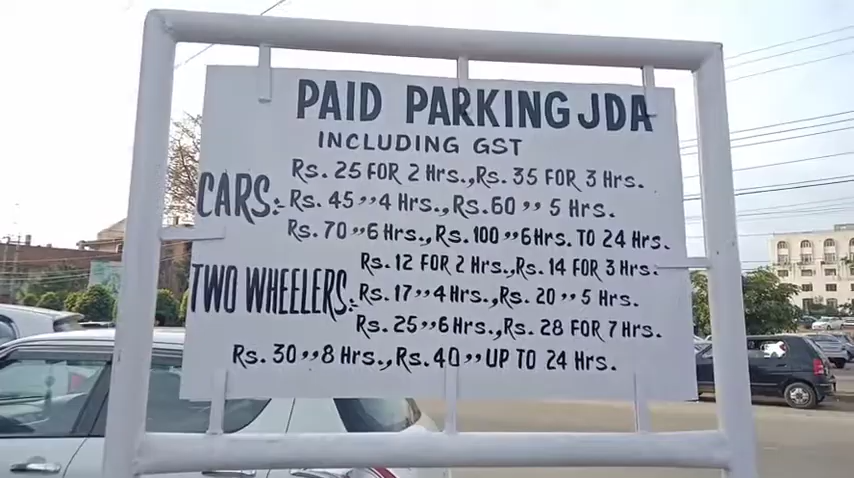 PAID PARKING JDA
INCLUDING GST
CARS:- Rs. 25 FOR 2 Hrs., Rs. 35 FOR 3 Hrs.
Rs. 45 ,, 4 Hrs., Rs. 60 ,, 5 Hrs.
Rs. 70 ,, 6 Hrs., Rs. 100 ,, 6 Hrs. TO 24 Hrs.
TWO WHEELERS:- Rs. 12 FOR 2 Hrs., Rs. 14 FOR 3 Hrs.
Rs. 17 ,, 4 Hrs., Rs. 20 ,, 5 Hrs.
Rs. 25 ,, 6 Hrs., Rs. 28 FOR 7 Hrs.
Rs. 30 ,, 8 Hrs., Rs. 40 ,, UP TO 24 Hrs.